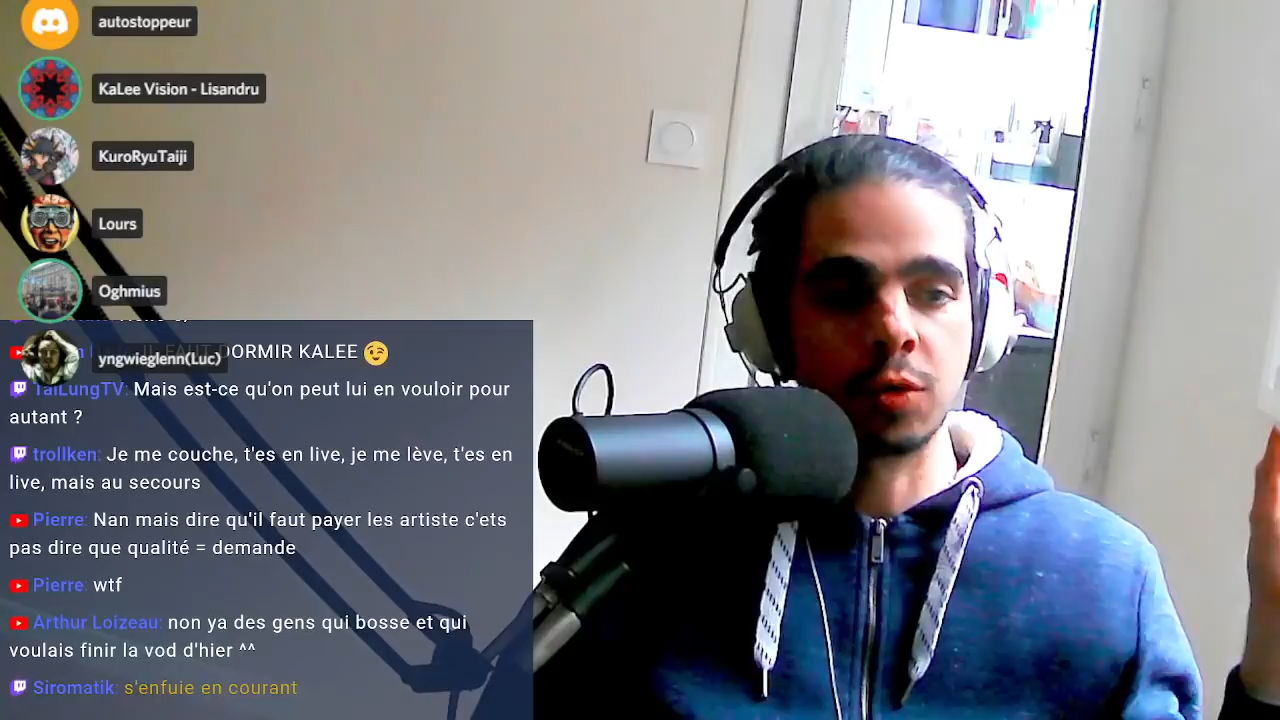 autostoppeur
KaLee Vision - Lisandru
KuroRyuTaiji
Lours
Oghmius
yngwieglenn(Luc)
FAUT DORMIR KALEE 😉
TaiLungTV: Mais est-ce qu'on peut lui en vouloir pour
autant ?
trollken: Je me couche, t'es en live, je me lève, t'es en
live, mais au secours
Pierre: Nan mais dire qu'il faut payer les artiste c'ets
pas dire que qualité = demande
Pierre: wtf
Arthur Loizeau: non ya des gens qui bosse et qui
voulais finir la vod d'hier ^^
Siromatik: s'enfuie en courant